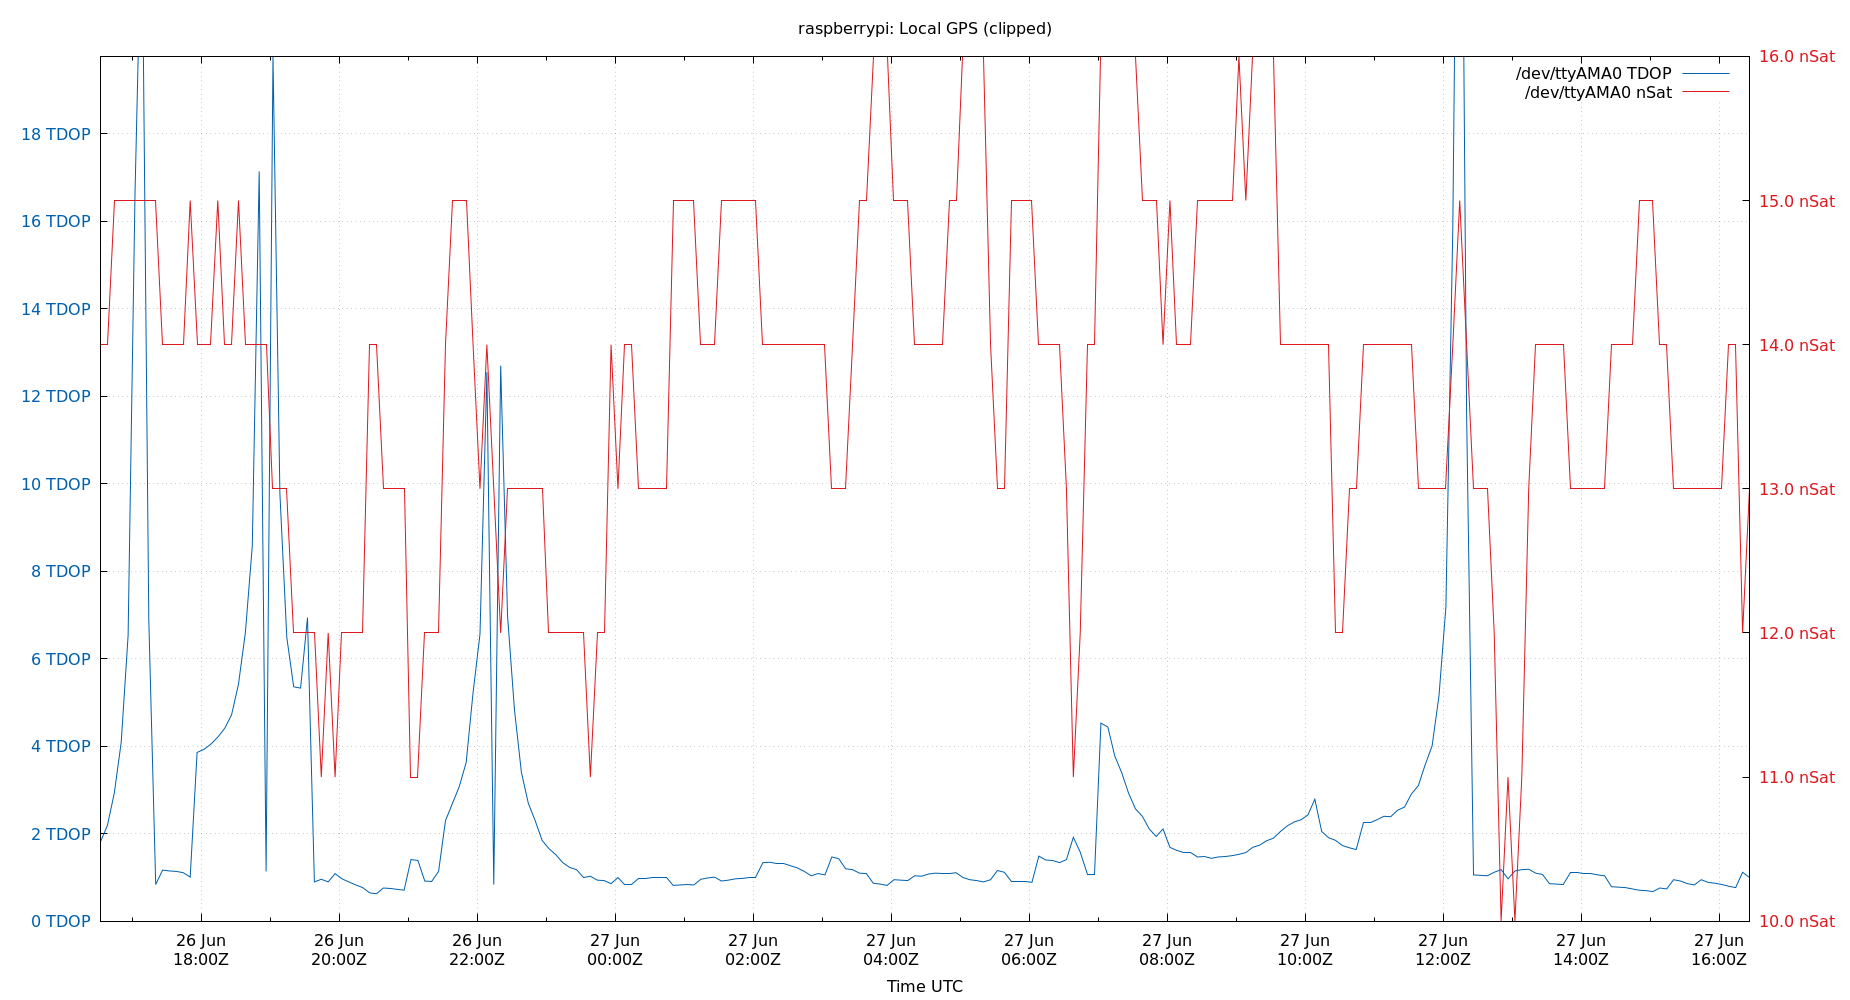 raspberrypi: Local GPS (clipped)
/dev/ttyAMA0 TDOP
/dev/ttyAMA0 nSat
18 TDOP
16 TDOP
14 TDOP
12 TDOP
10 TDOP
8 TDOP
6 TDOP
4 TDOP
2 TDOP
0 TDOP
16.0 nSat
15.0 nSat
14.0 nSat
13.0 nSat
12.0 nSat
11.0 nSat
10.0 nSat
26 Jun
18:00Z
26 Jun
20:00Z
26 Jun
22:00Z
27 Jun
00:00Z
27 Jun
02:00Z
27 Jun
04:00Z
27 Jun
06:00Z
27 Jun
08:00Z
27 Jun
10:00Z
27 Jun
12:00Z
27 Jun
14:00Z
27 Jun
16:00Z
Time UTC